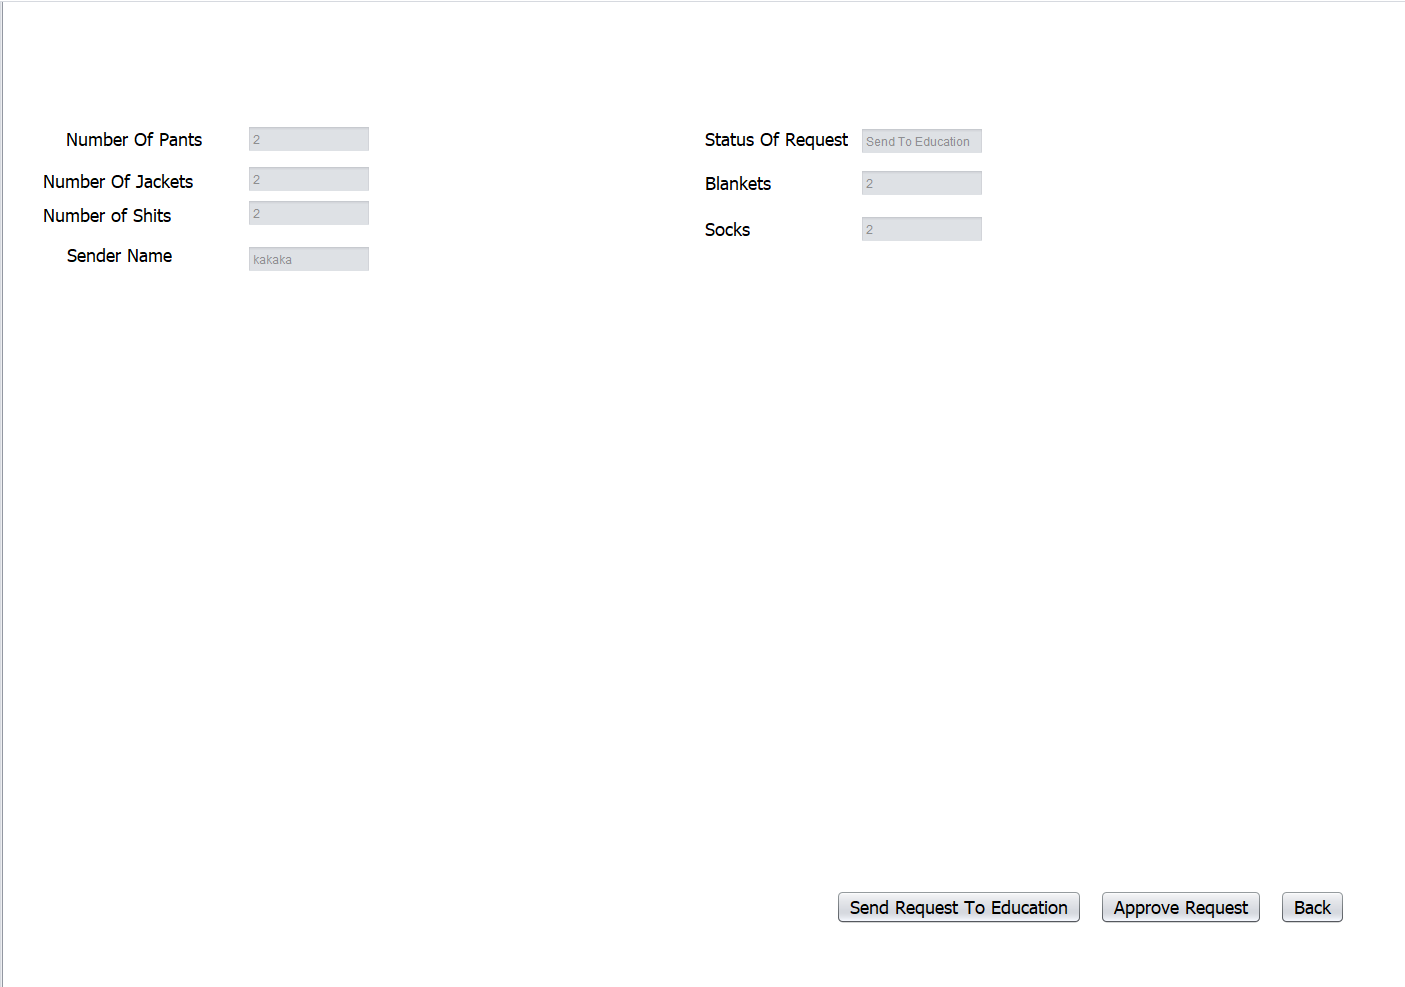 Number Of Pants 2
Number Of Jackets 2
Number of Shits 2
Sender Name kakaka
Status Of Request Send To Education
Blankets 2
Socks 2
Send Request To Education Approve Request Back